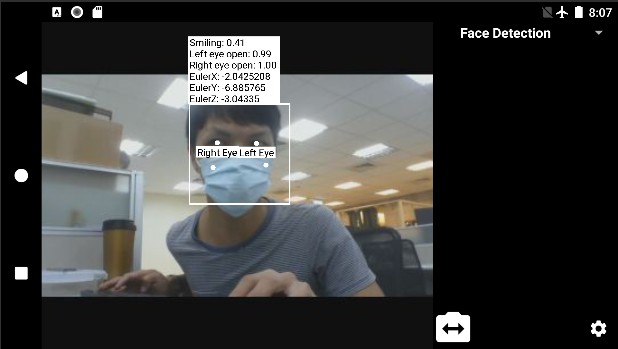 A
8:07
Face Detection
Smiling: 0.41
Left eye open: 0.99
Right eye open: 1.00
EulerX: -2.0425208
EulerY: -6.885765
EulerZ: -3.04335
Right Eye Left Eye